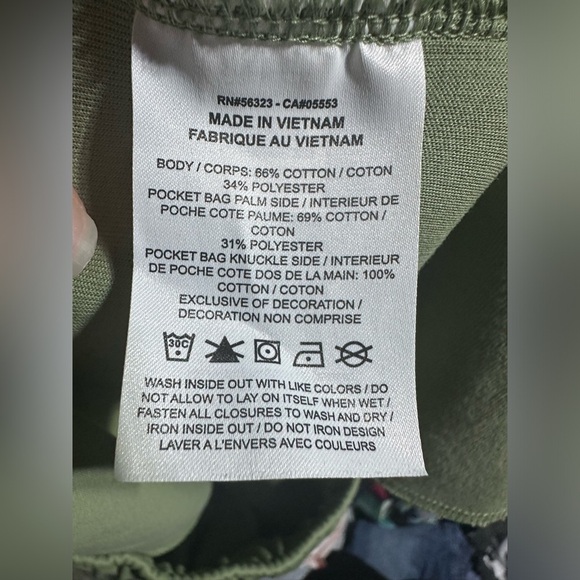 RN#56323 - CA#05553
MADE IN VIETNAM
FABRIQUE AU VIETNAM
BODY / CORPS: 66% COTTON / COTON
34% POLYESTER
POCKET BAG PALM SIDE / INTERIEUR DE
POCHE COTE PAUME: 69% COTTON /
COTON
31% POLYESTER
POCKET BAG KNUCKLE SIDE / INTERIEUR
DE POCHE COTE DOS DE LA MAIN: 100%
COTTON / COTON
EXCLUSIVE OF DECORATION /
DECORATION NON COMPRISE
30C
WASH INSIDE OUT WITH LIKE COLORS / DO
NOT ALLOW TO LAY ON ITSELF WHEN WET /
FASTEN ALL CLOSURES TO WASH AND DRY /
IRON INSIDE OUT / DO NOT IRON DESIGN
LAVER A L'ENVERS AVEC COULEURS